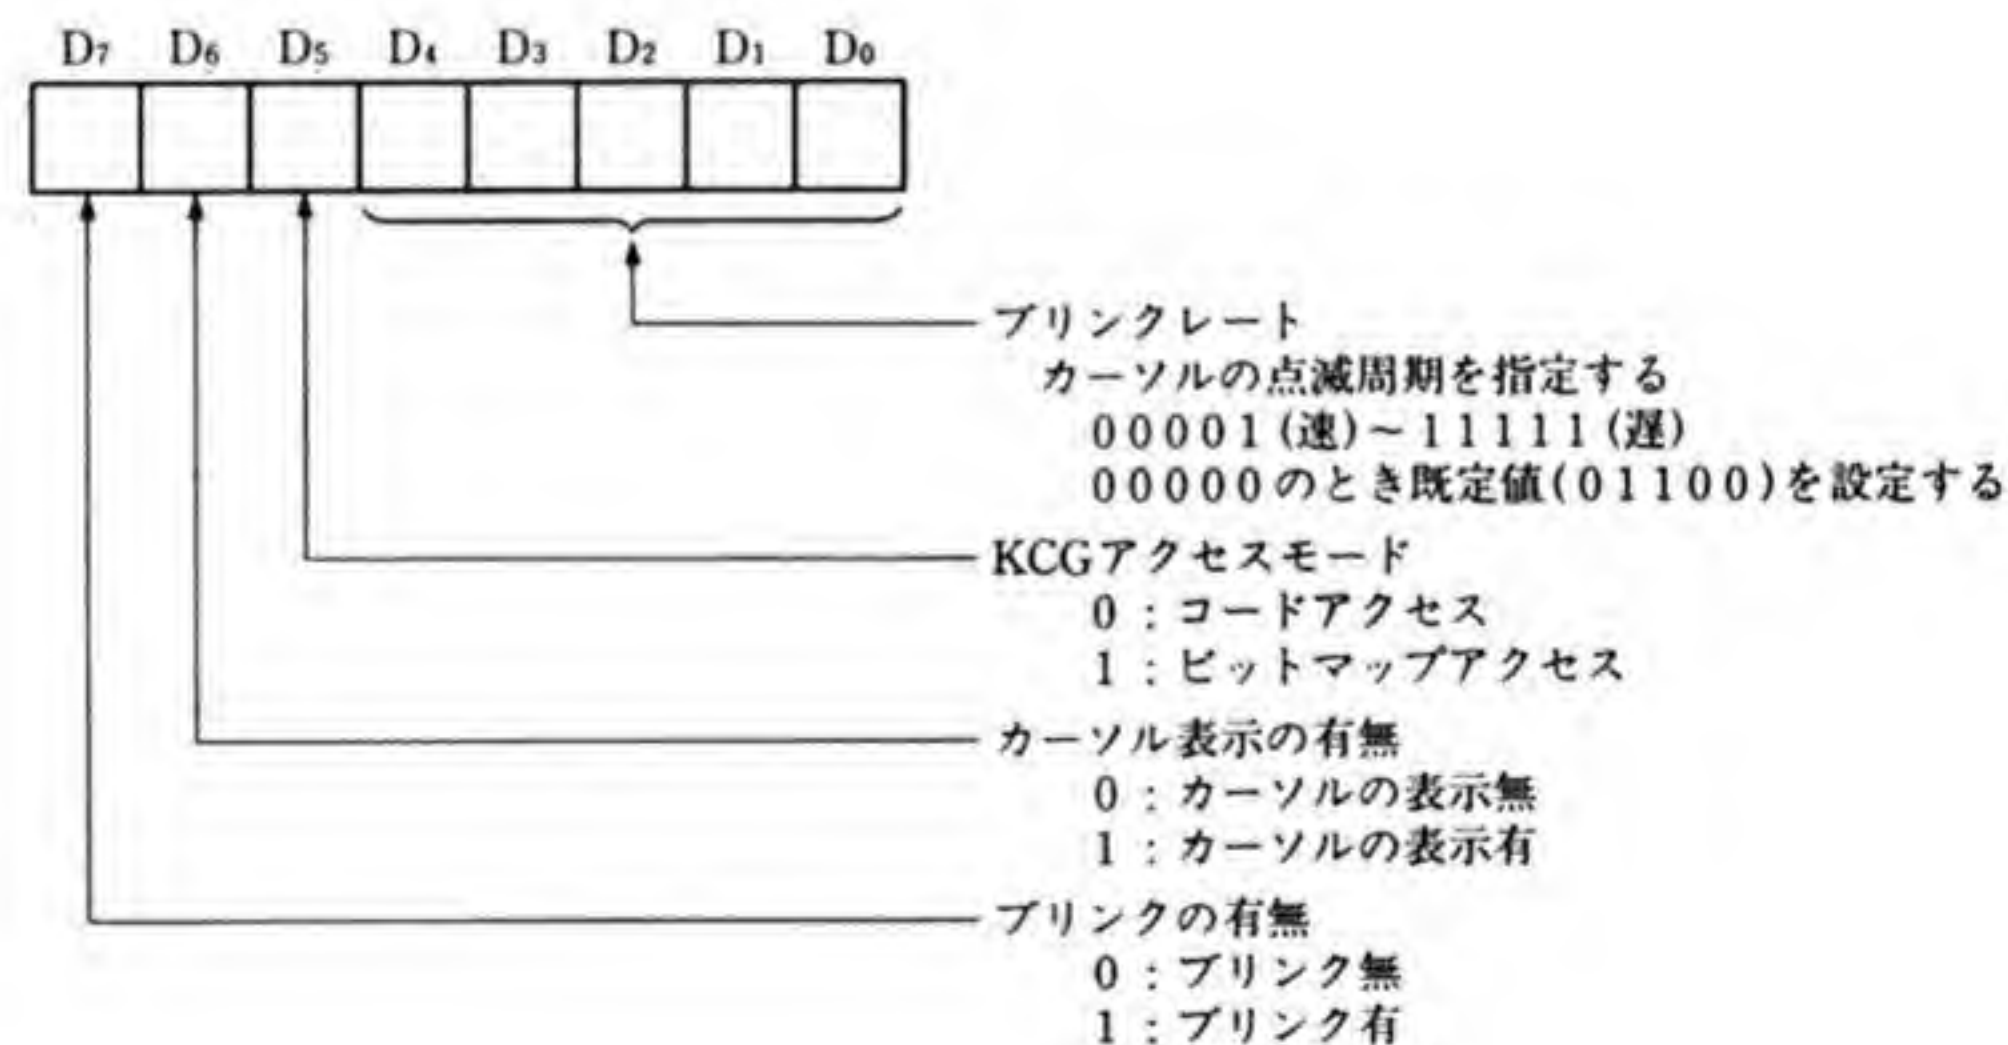 D7 D6 D5 D4 D3 D2 D1 D0
ブリンクレート
カーソルの点滅周期を指定する
00001(速)~11111(遅)
00000のとき既定値(01100)を設定する
KCGアクセスモード
0:コードアクセス
1:ビットマップアクセス
カーソル表示の有無
0:カーソルの表示無
1:カーソルの表示有
ブリンクの有無
0:ブリンク無
1:ブリンク有